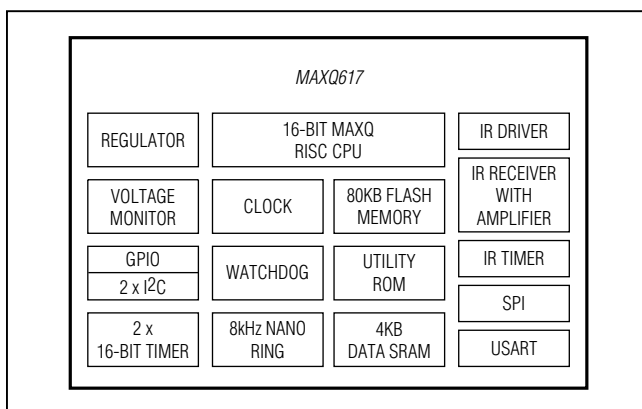 MAXQ617
REGULATOR
16-BIT MAXQ
RISC CPU
IR DRIVER
VOLTAGE
MONITOR
CLOCK
80KB FLASH
MEMORY
IR RECEIVER
WITH
AMPLIFIER
GPIO
2 x I2C
WATCHDOG
UTILITY
ROM
IR TIMER
SPI
2 x
16-BIT TIMER
8kHz NANO
RING
4KB
DATA SRAM
USART